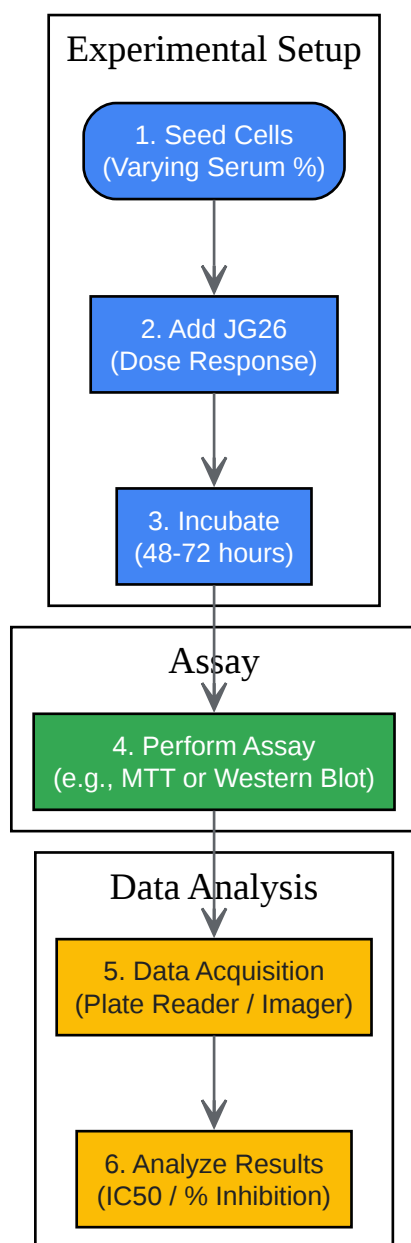 Experimental Setup
1. Seed Cells
(Varying Serum %)
2. Add JG26
(Dose Response)
3. Incubate
(48-72 hours)
Assay
4. Perform Assay
(e.g., MTT or Western Blot)
Data Analysis
5. Data Acquisition
(Plate Reader / Imager)
6. Analyze Results
(IC50 / % Inhibition)